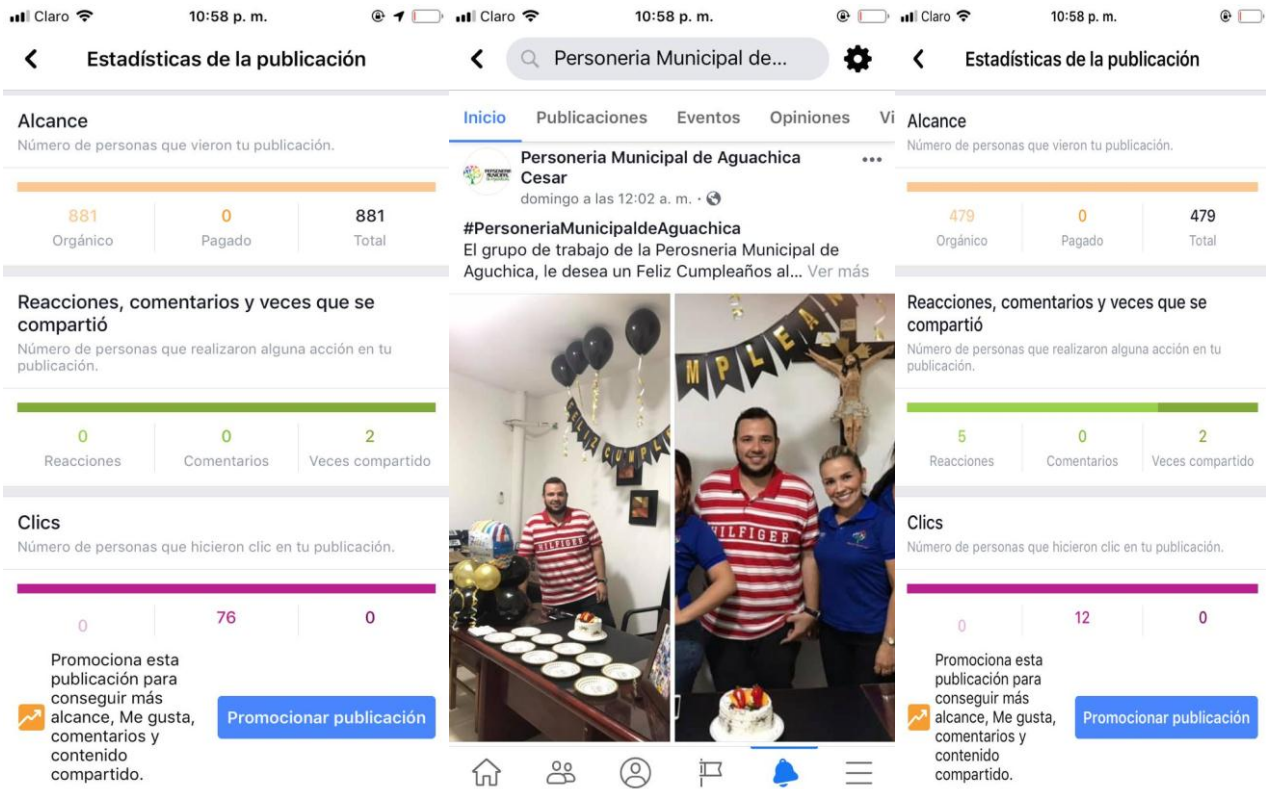 Claro
10:58 p. m.
Estadísticas de la publicación
Alcance
Número de personas que vieron tu publicación.
881
0
881
Orgánico
Pagado
Total
Reacciones, comentarios y veces que se
compartió
Número de personas que realizaron alguna acción en tu
publicación.
0
0
2
Reacciones
Comentarios
Veces compartido
Clics
Número de personas que hicieron clic en tu publicación.
0
76
0
Promociona esta
publicación para
conseguir más
alcance, Me gusta,
comentarios y
contenido
compartido.
Promocionar publicación
Claro
10:58 p. m.
Personeria Municipal de...
Inicio
Publicaciones
Eventos
Opiniones
Vi
Personeria Municipal de Aguachica
Cesar
domingo a las 12:02 a. m.
#PersoneriaMunicipaldeAguachica
El grupo de trabajo de la Perosneria Municipal de
Aguchica, le desea un Feliz Cumpleaños al... Ver más
FELIZ
CUMPL
HILFIGER
MPLEAN
HILFIGER
Claro
10:58 p. m.
Estadísticas de la publicación
Alcance
Número de personas que vieron tu publicación.
479
0
479
Orgánico
Pagado
Total
Reacciones, comentarios y veces que se
compartió
Número de personas que realizaron alguna acción en tu
publicación.
5
0
2
Reacciones
Comentarios
Veces compartido
Clics
Número de personas que hicieron clic en tu publicación.
0
12
0
Promociona esta
publicación para
conseguir más
alcance, Me gusta,
comentarios y
contenido
compartido.
Promocionar publicación